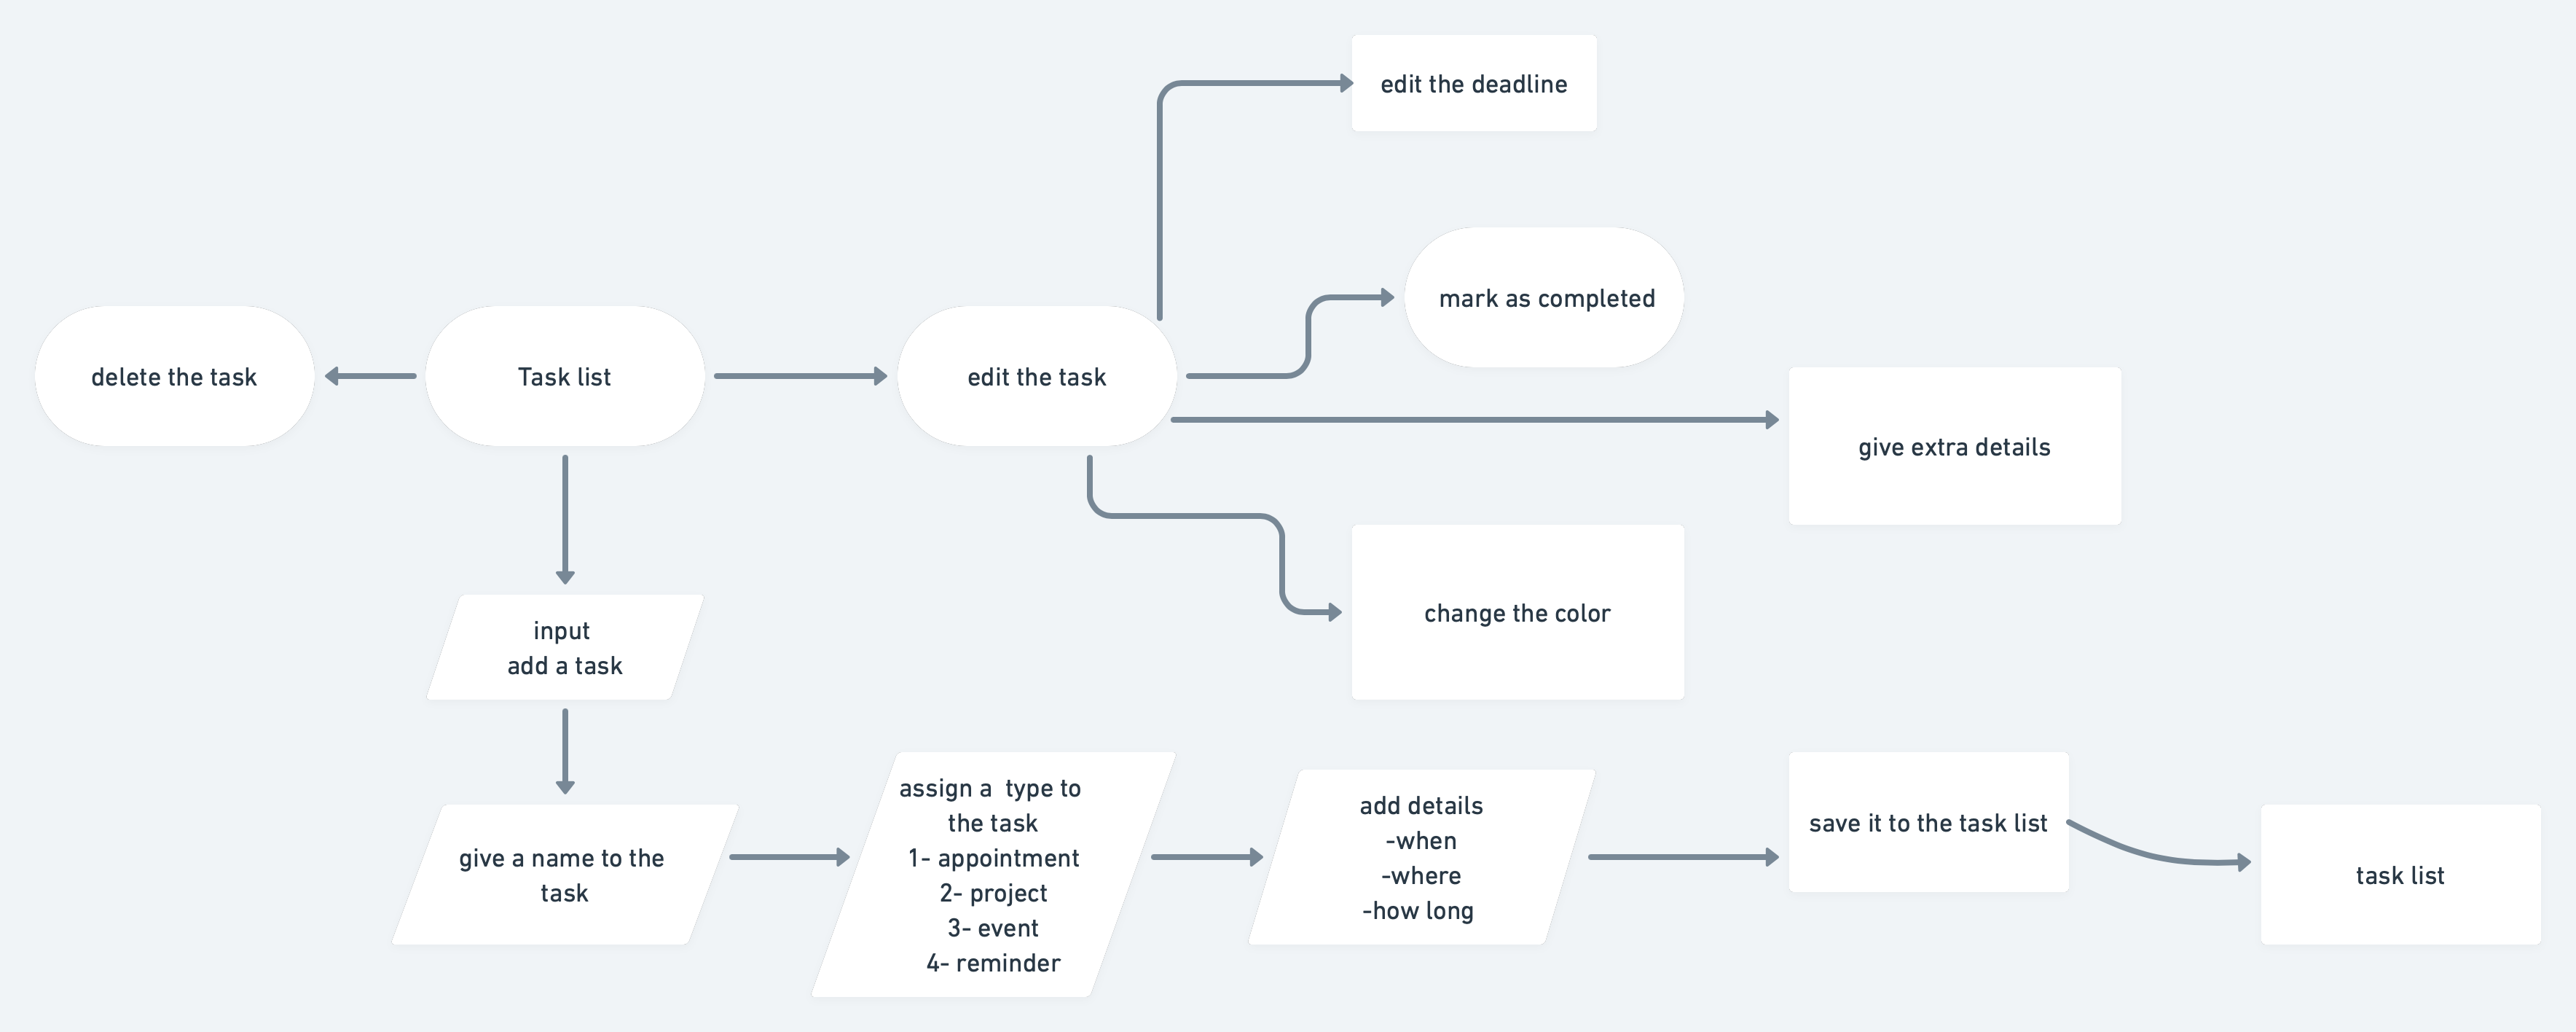 edit the deadline
mark as completed
delete the task
Task list
edit the task
give extra details
change the color
input
add a task
give a name to the
task
assign a  type to
the task
1- appointment
2- project
3- event
4- reminder
add details
-when
-where
-how long
save it to the task list
task list